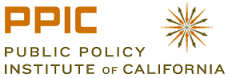 PPIC
PUBLIC POLICY
INSTITUTE OF CALIFORNIA